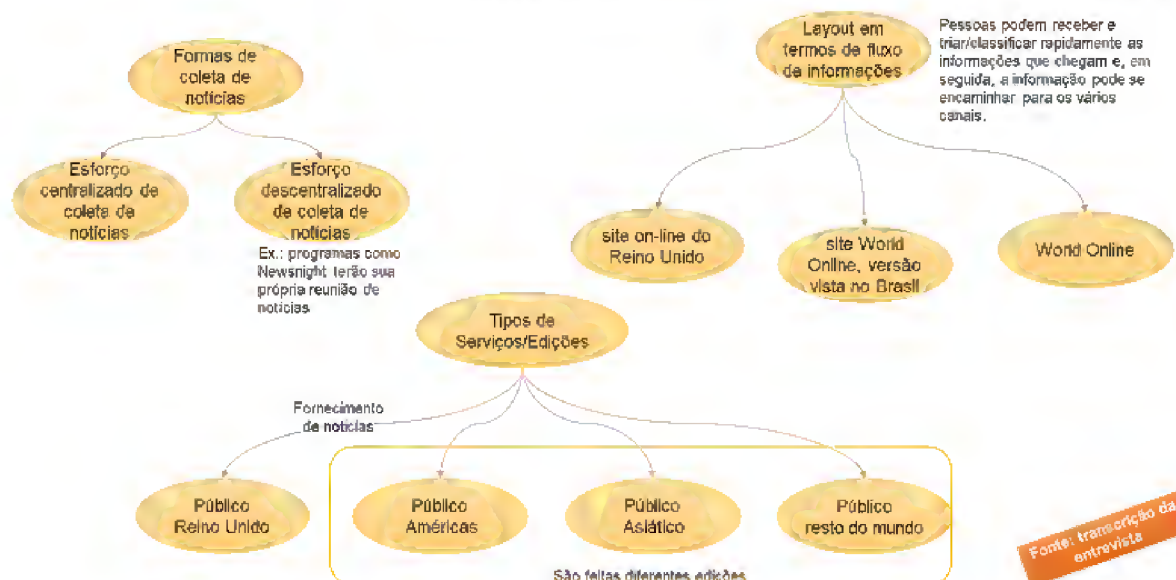 Formas de
coleta de
notícias
Esforço
centralizado de
coleta de
notícias
Esforço
descentralizado
de coleta de
notícias
Ex.: programas como
Newsnight terão sua
própria reunião de
notícias
Layout em
termos de fluxo
de informações
Pessoas podem receber e
triar/classificar rapidamente as
informações que chegam e, em
seguida, a informação pode se
encaminhar para os vários
canais.
site on-line do
Reino Unido
site World
Online, versão
vista no Brasil
World Online
Tipos de
Serviços/Edições
Fornecimento
de notícias
Público
Reino Unido
Público
Américas
Público
Asiático
Público
resto do mundo
São feitas diferentes edições
Fonte: transcrição da
entrevista